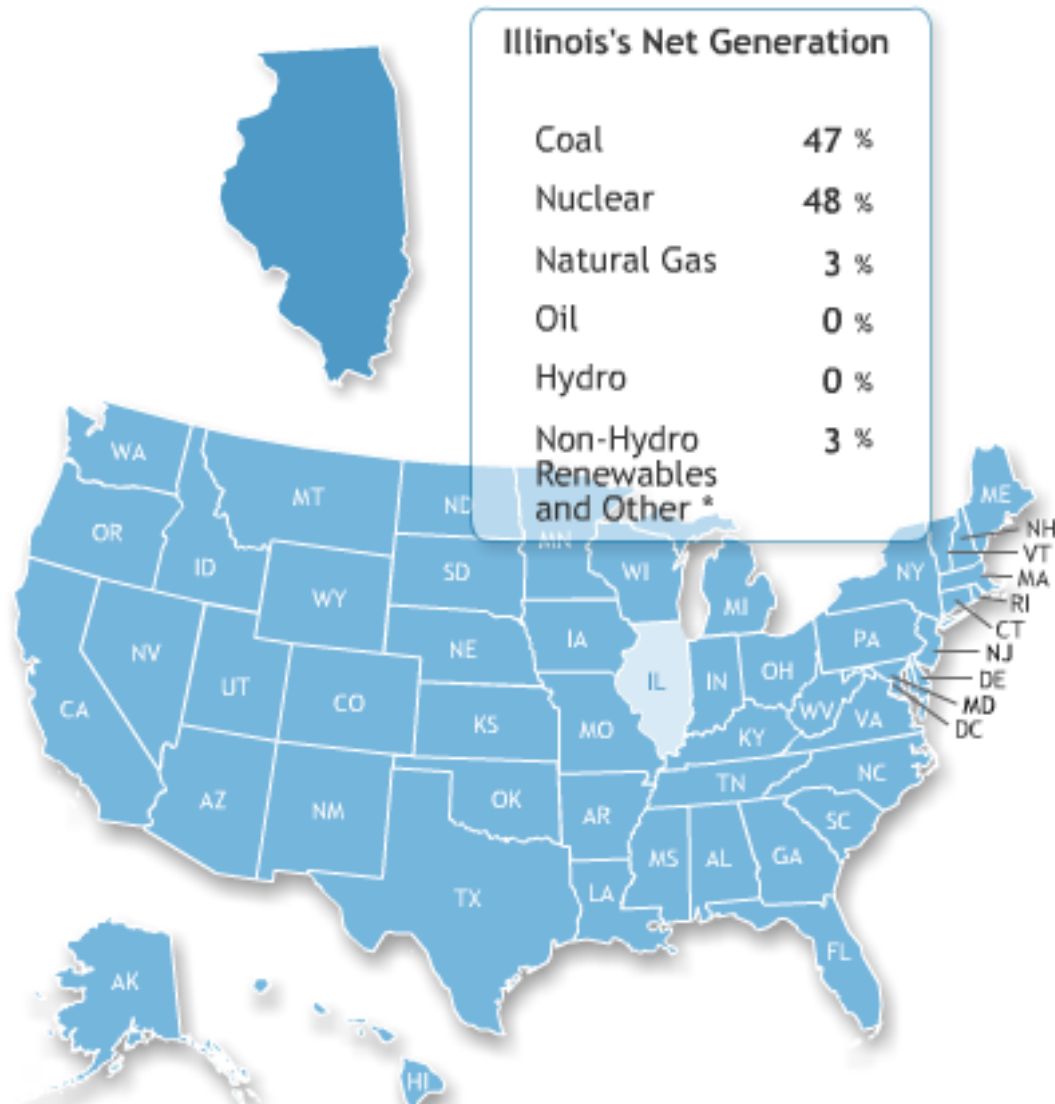 Illinois's Net Generation
Coal 47 %
Nuclear 48 %
Natural Gas 3 %
Oil 0 %
Hydro 0 %
Non-Hydro 3 %
Renewables
and Other *
WA
MT
ND
MN
ME
OR
ID
SD
WI
NH
VT
WY
MI
NY
MA
RI
CT
NV
UT
NE
IA
PA
NJ
CA
CO
IL
IN
OH
DE
MD
DC
KS
MO
WV
VA
KY
AZ
NM
OK
AR
TN
NC
SC
MS
AL
GA
TX
LA
FL
AK
HI